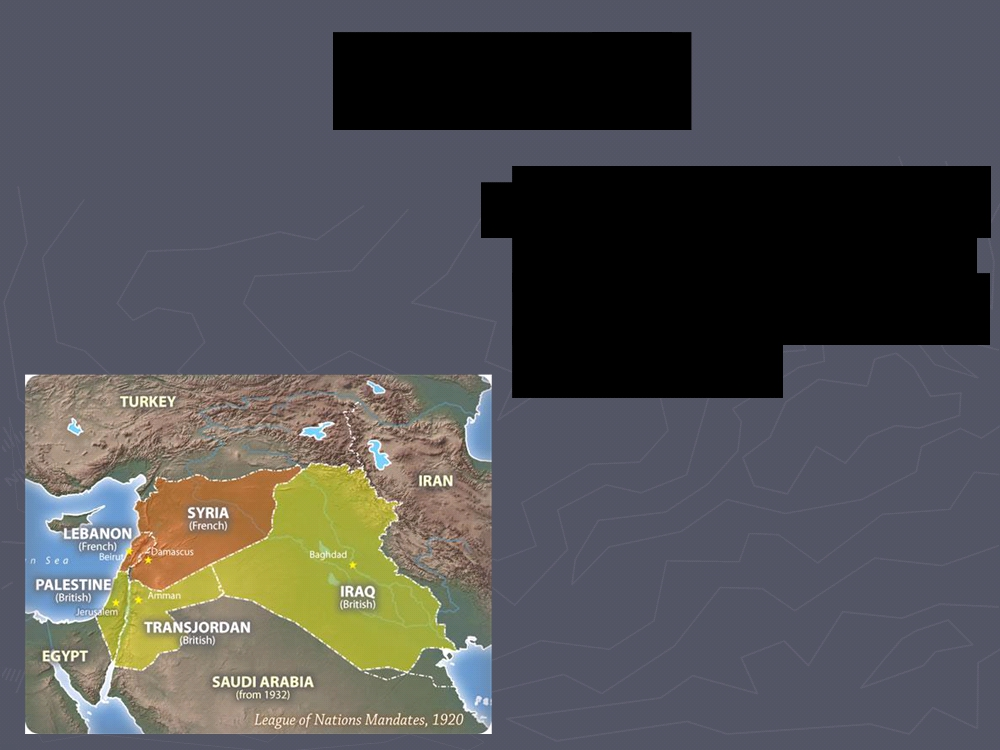 TURKEY
IRAN
SYRIA
(French)
LEBANON
(French)
Beirut
Damascus
n Sea
Baghdad
PALESTINE
(British)
Amman
IRAQ
(British)
Jerusalem
TRANSJORDAN
(British)
EGYPT
SAUDI ARABIA
(from 1932)
League of Nations Mandates, 1920